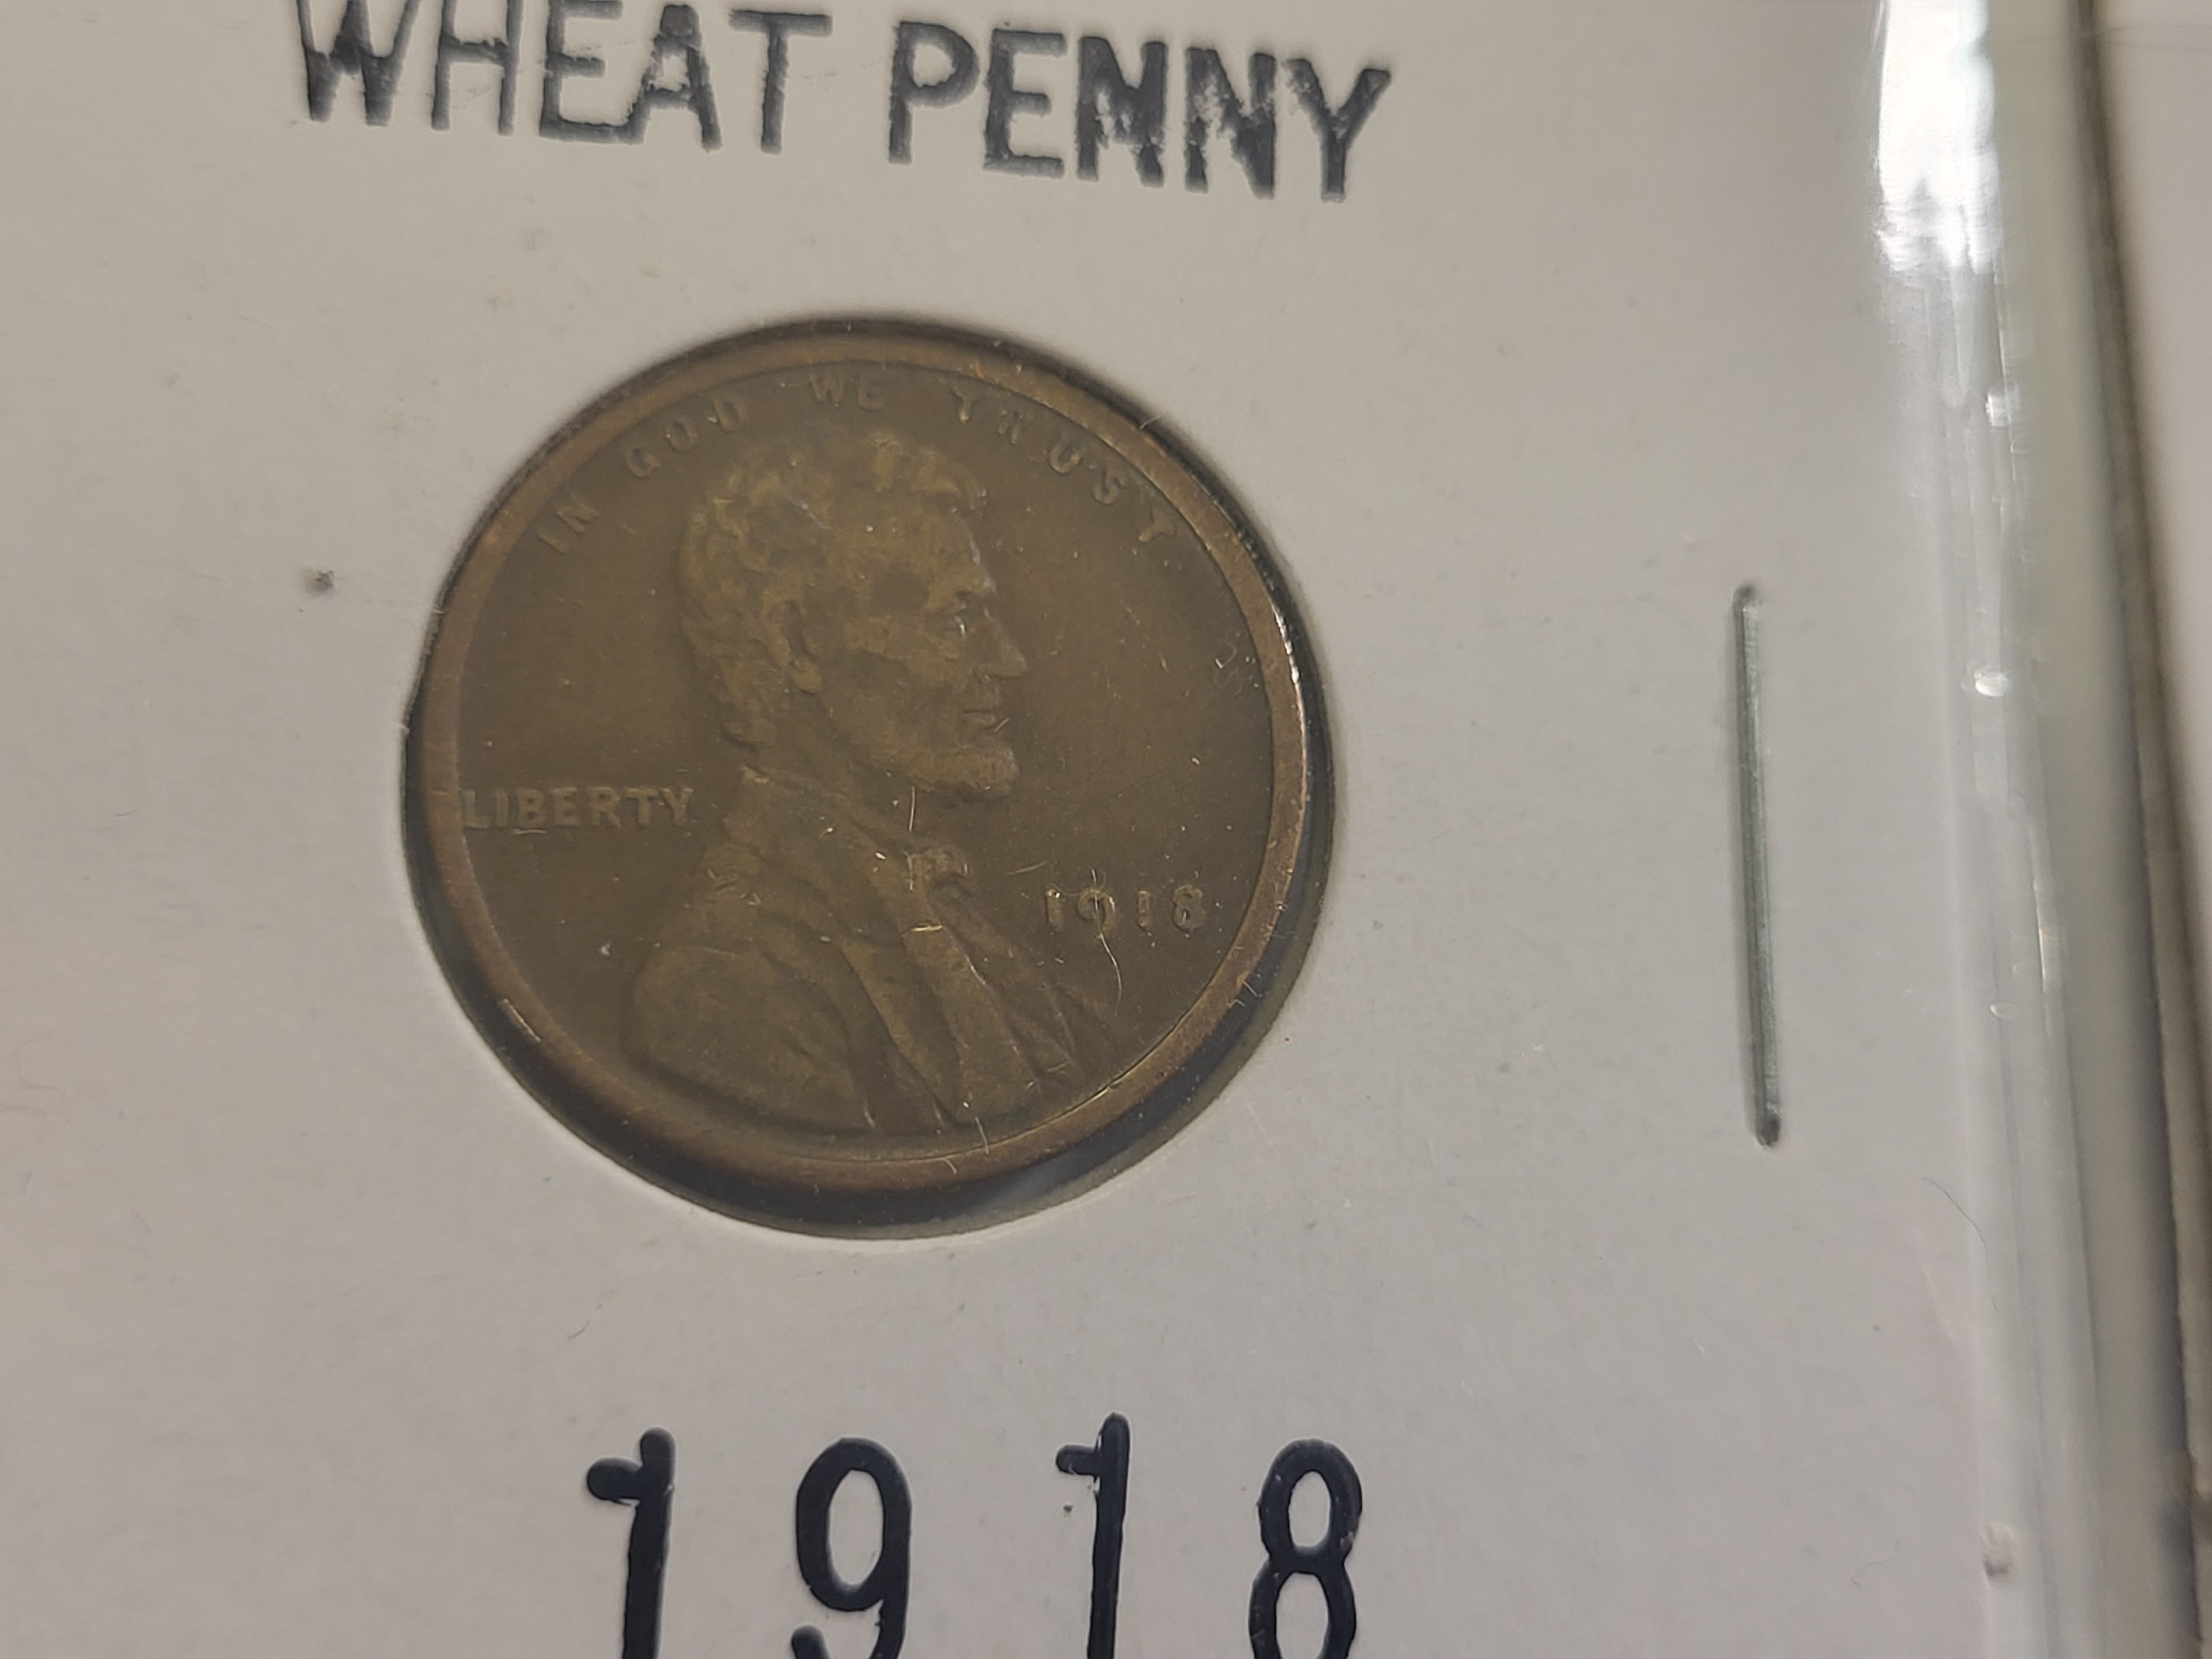 WHEAT PENNY
IN GOD WE TRUST
LIBERTY
1918
1918